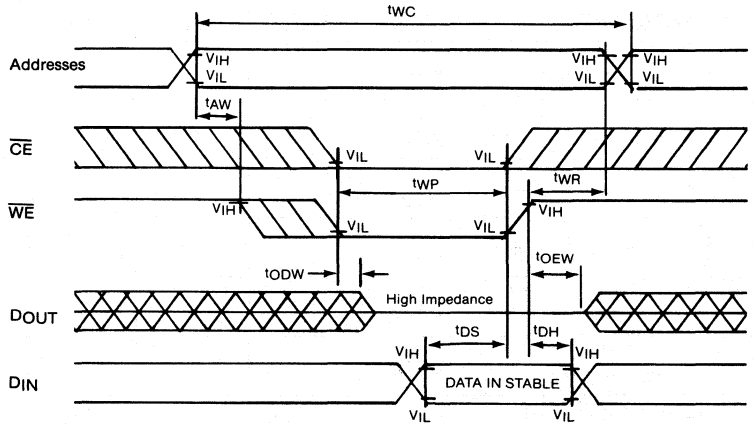 tWC
Addresses
VIH
VIL
VIH
VIL
VIH
VIL
tAW
CE
VIL
VIL
tWP
tWR
WE
VIH
VIL
VIL
VIH
tODW
tOEW
DOUT
High Impedance
tDS
tDH
VIH
VIH
DIN
DATA IN STABLE
VIL
VIL